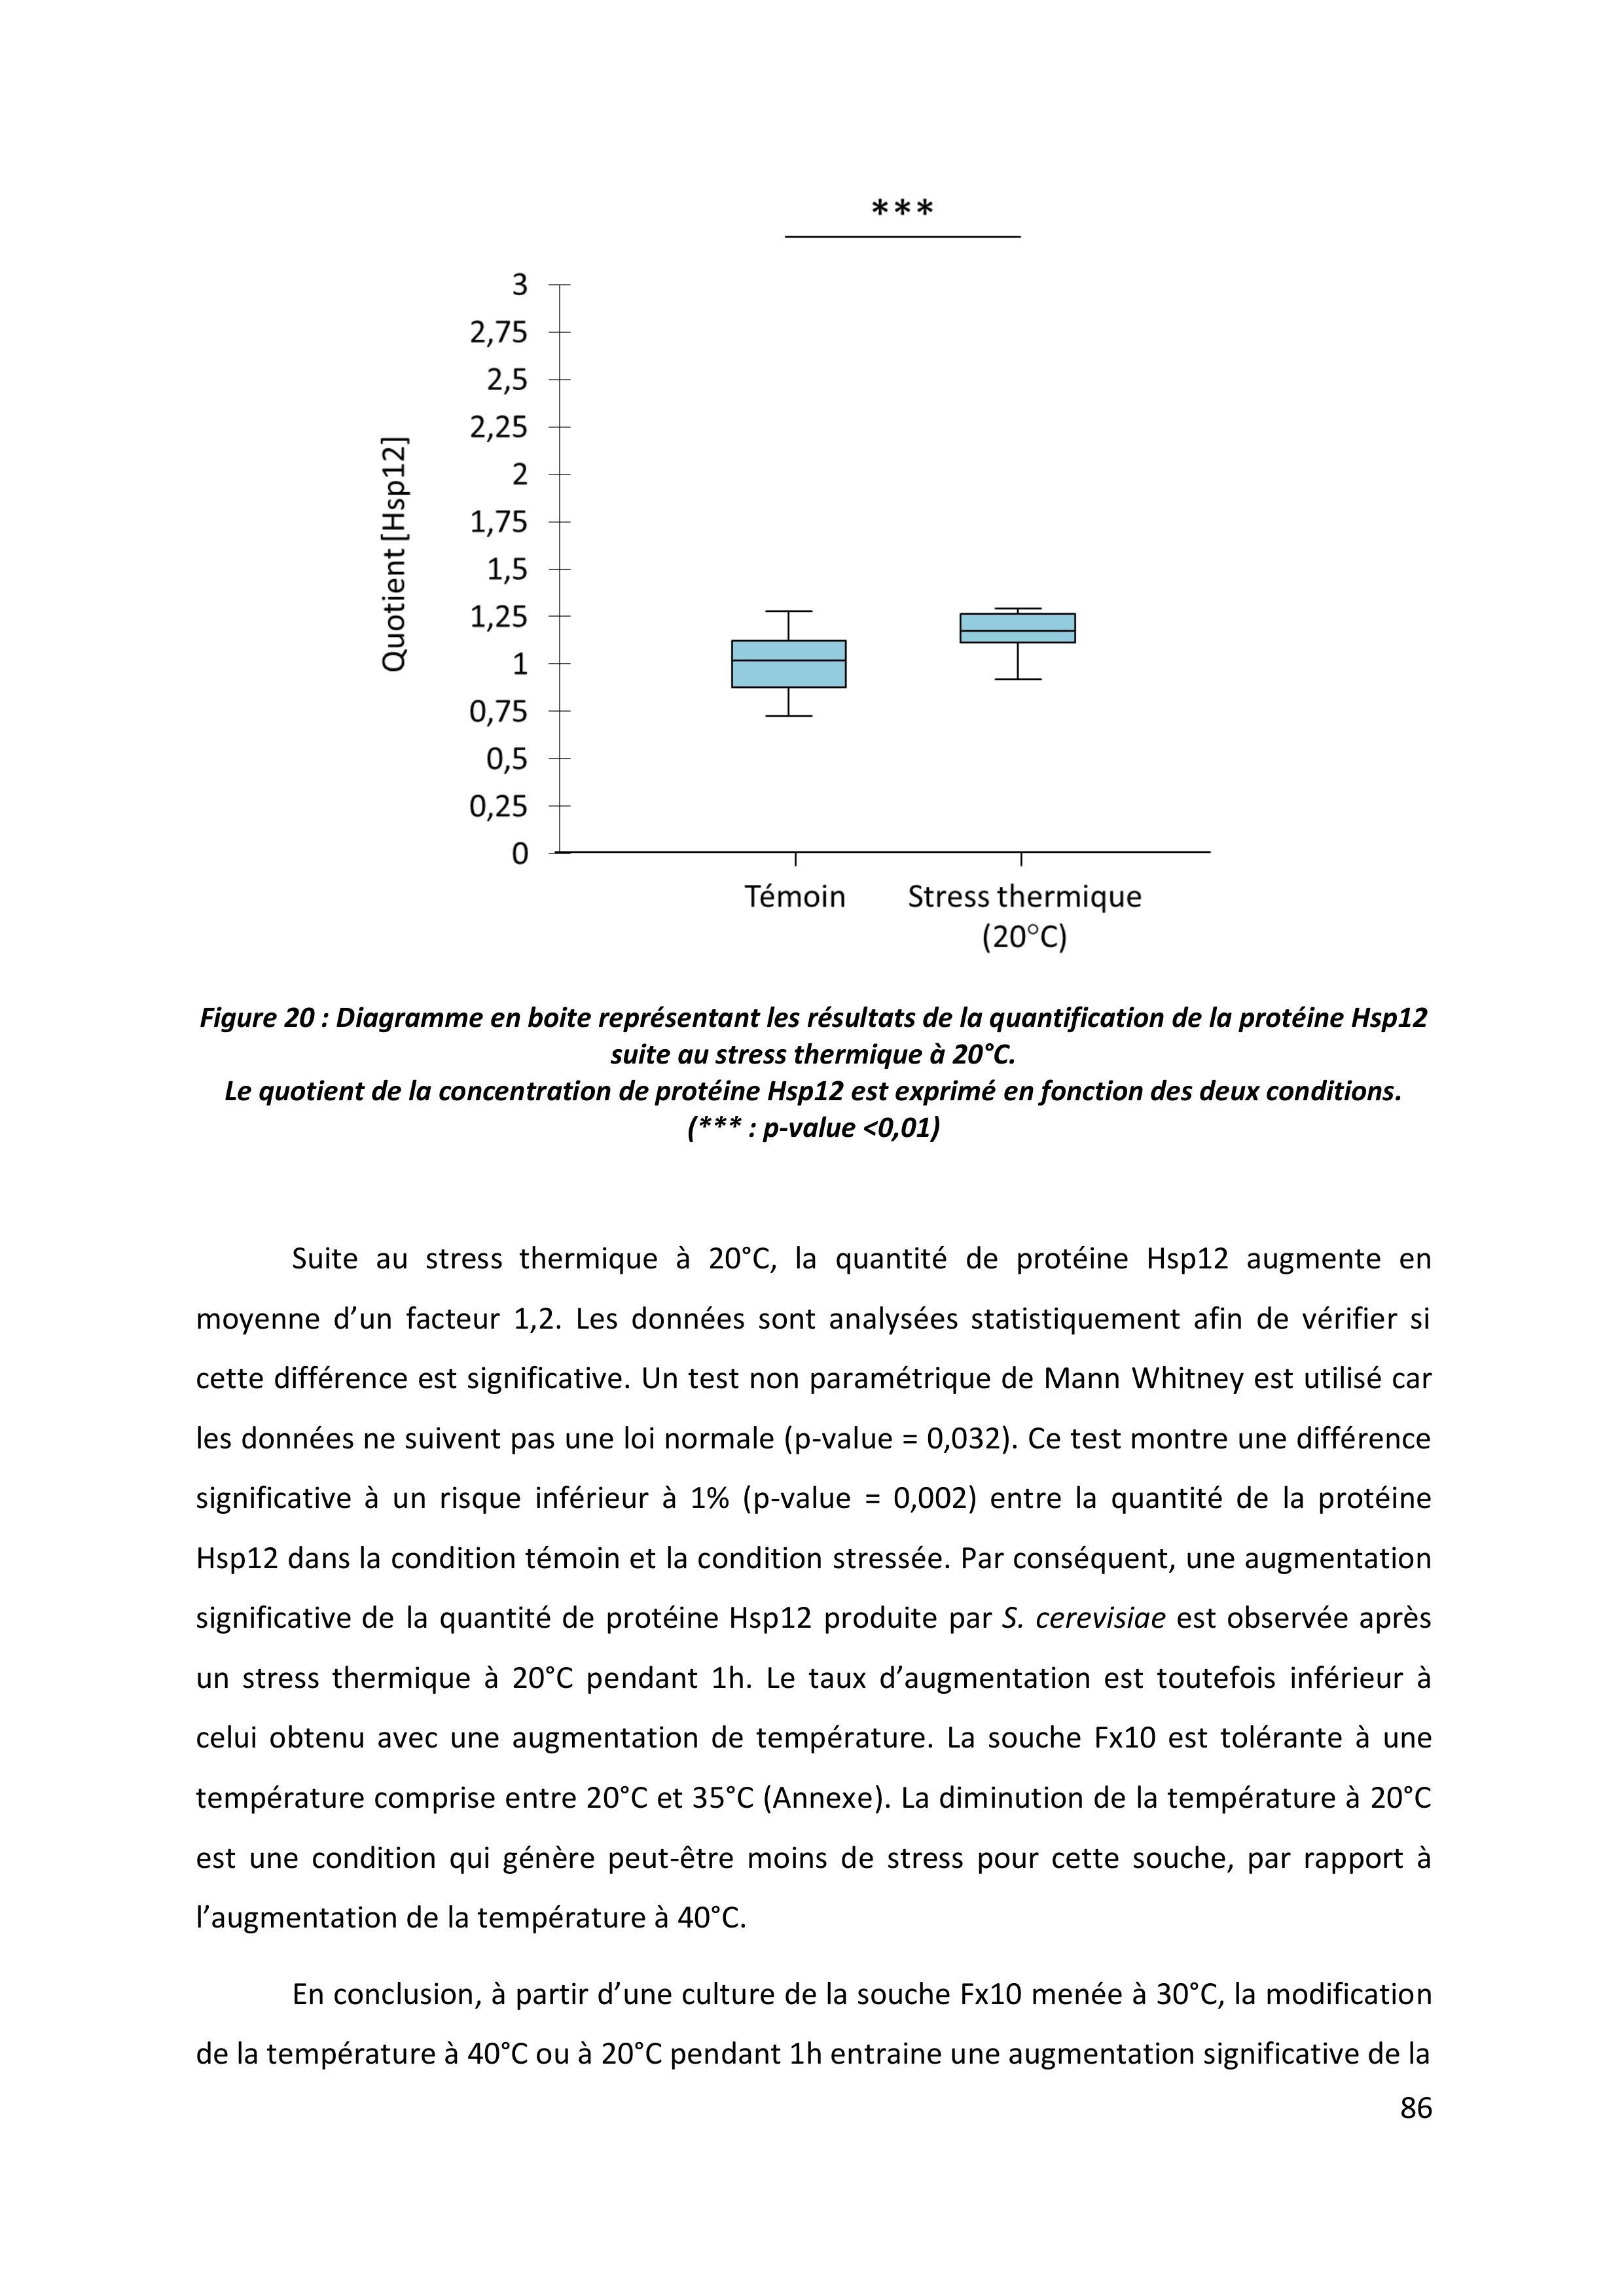 ***
3
2,75
2,5
2,25
2
1,75
1,5
1,25
1
0,75
0,5
0,25
0
Quotient [Hsp12]
Témoin
Stress thermique
(20°C)
Figure 20 : Diagramme en boite représentant les résultats de la quantification de la protéine Hsp12
suite au stress thermique à 20°C.
Le quotient de la concentration de protéine Hsp12 est exprimé en fonction des deux conditions.
(*** : p-value <0,01)
Suite au stress thermique à 20°C, la quantité de protéine Hsp12 augmente en
moyenne d’un facteur 1,2. Les données sont analysées statistiquement afin de vérifier si
cette différence est significative. Un test non paramétrique de Mann Whitney est utilisé car
les données ne suivent pas une loi normale (p-value = 0,032). Ce test montre une différence
significative à un risque inférieur à 1% (p-value = 0,002) entre la quantité de la protéine
Hsp12 dans la condition témoin et la condition stressée. Par conséquent, une augmentation
significative de la quantité de protéine Hsp12 produite par S. cerevisiae est observée après
un stress thermique à 20°C pendant 1h. Le taux d’augmentation est toutefois inférieur à
celui obtenu avec une augmentation de température. La souche Fx10 est tolérante à une
température comprise entre 20°C et 35°C (Annexe). La diminution de la température à 20°C
est une condition qui génère peut-être moins de stress pour cette souche, par rapport à
l’augmentation de la température à 40°C.
En conclusion, à partir d’une culture de la souche Fx10 menée à 30°C, la modification
de la température à 40°C ou à 20°C pendant 1h entraine une augmentation significative de la
86